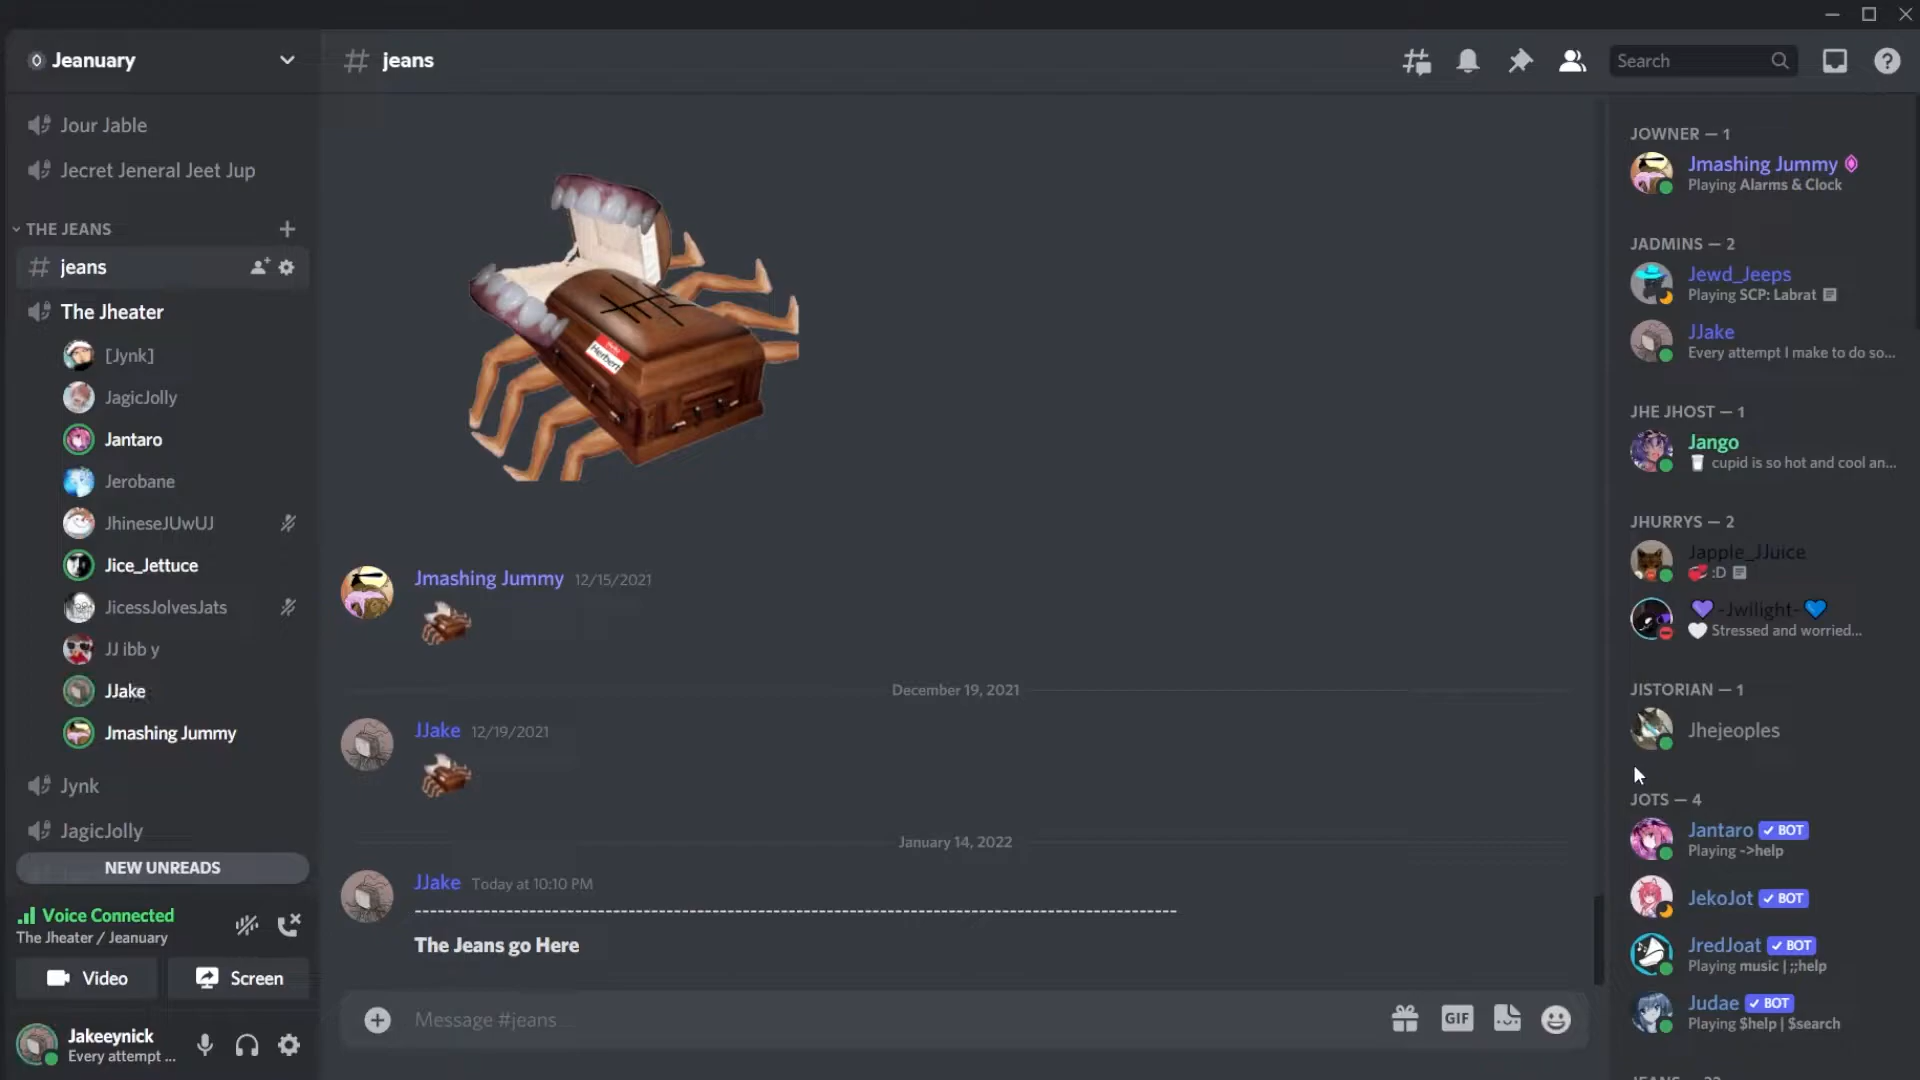 Jeanuary
Jour Jable
Jecret Jeneral Jeet Jup
THE JEANS
jeans
The Jheater
[Jynk]
JagicJolly
Jantaro
Jerobane
JhineseJUwUJ
Jice_Jettuce
JicessJolvesJats
JJ ibb y
JJake
Jmashing Jummy
Jynk
JagicJolly
NEW UNREADS
Voice Connected
The Jheater / Jeanuary
Video
Screen
Jakeeynick
Every attempt ...
# jeans
Search
Herbert
Jmashing Jummy 12/15/2021
December 19, 2021
JJake 12/19/2021
January 14, 2022
JJake Today at 10:10 PM
The Jeans go Here
Message #jeans
GIF
JOWNER — 1
Jmashing Jummy
Playing Alarms & Clock
JADMINS — 2
Jewd_Jeeps
Playing SCP: Labrat
JJake
Every attempt I make to do so...
JHE JHOST — 1
Jango
cupid is so hot and cool an...
JHURRYS — 2
Japple_JJuice
:D
-Jwilight-
Stressed and worried...
JISTORIAN — 1
Jhejeoples
JOTS — 4
Jantaro BOT
Playing ->help
JekoJot BOT
JredJoat BOT
Playing music | ;;help
Judae BOT
Playing $help | $search